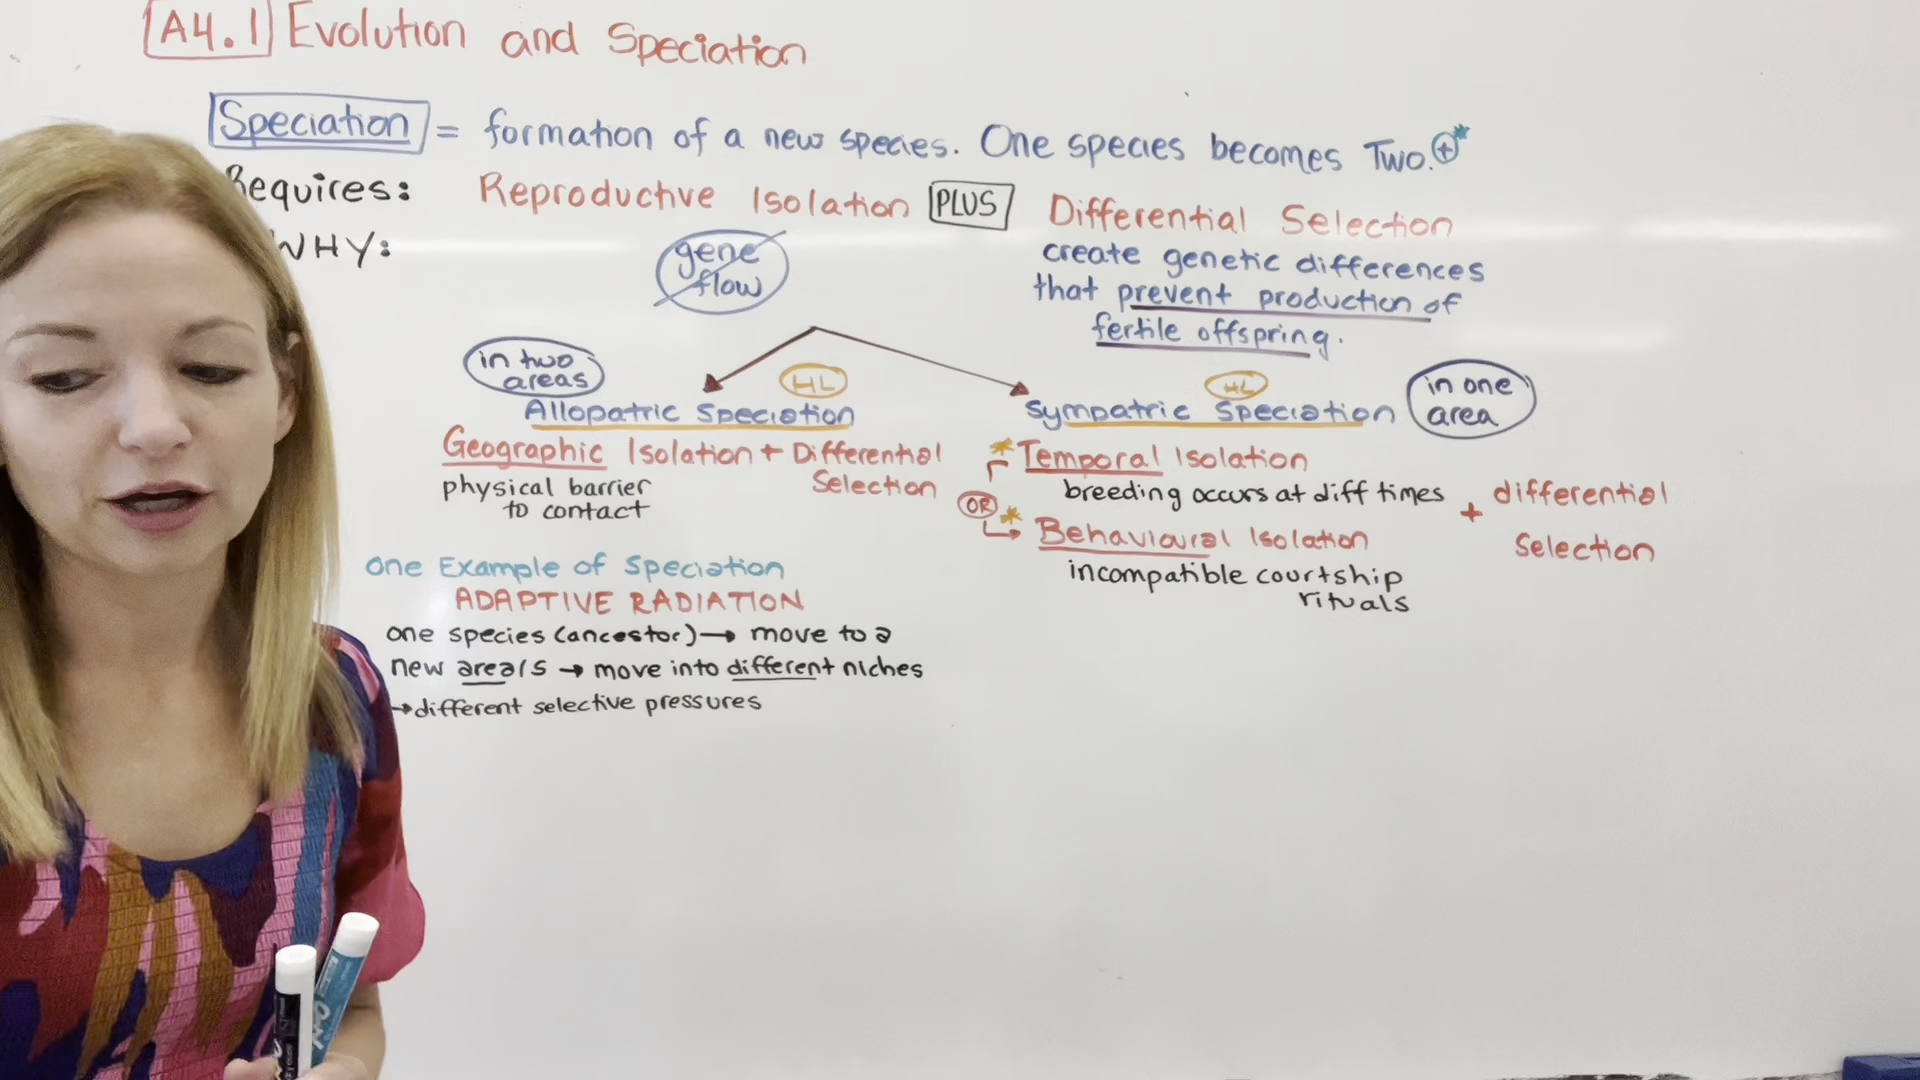 A4.1 Evolution and Speciation
Speciation = formation of a new species. One species becomes Two. + *
Requires: Reproductive Isolation PLUS Differential Selection
WHY: gene flow
create genetic differences
that prevent production of
fertile offspring.
in two areas
HL
Allopatric Speciation
Geographic Isolation + Differential
Selection
physical barrier
to contact
HL
in one area
Sympatric Speciation
* Temporal Isolation
breeding occurs at diff times
OR
* Behavioural Isolation
incompatible courtship
rituals
+ differential
Selection
One Example of Speciation
ADAPTIVE RADIATION
one species (ancestor) → move to a
new area/s → move into different niches
→ different selective pressures